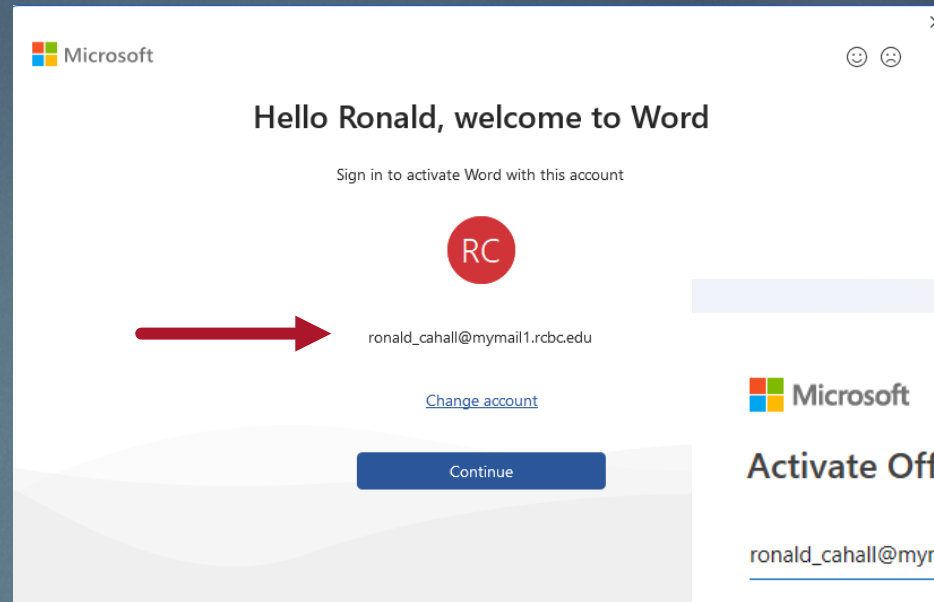 Microsoft
Hello Ronald, welcome to Word
Sign in to activate Word with this account
RC
ronald_cahall@mymail1.rcbc.edu
Change account
Continue
Microsoft
Activate Off
ronald_cahall@mym